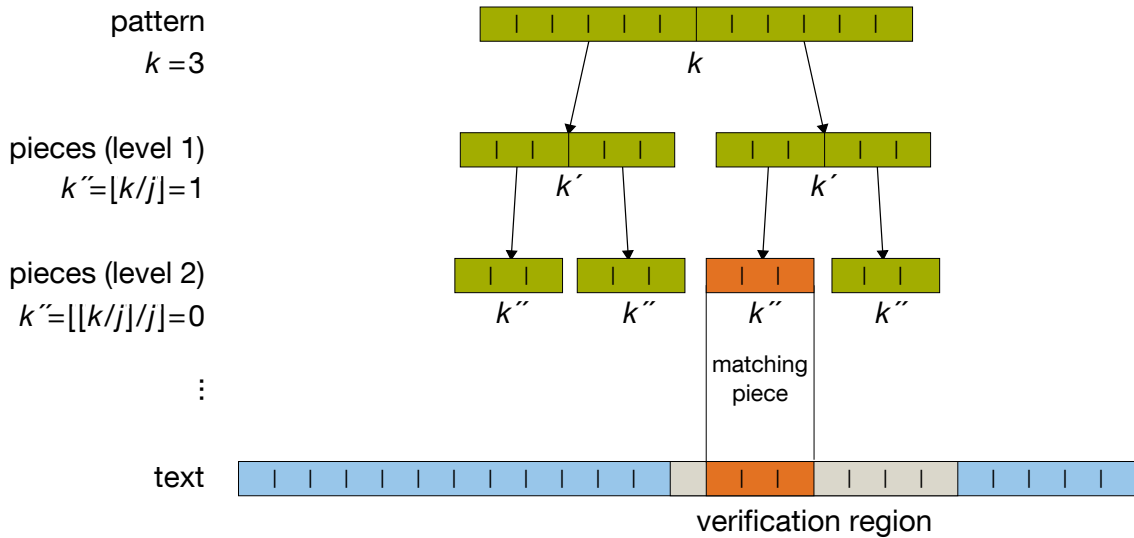 pattern
k =3
k
pieces (level 1)
k˝=⌊k/j⌋=1
k´
k´
pieces (level 2)
k˝=⌊⌊k/j⌋/j⌋=0
k˝
k˝
k˝
k˝
matching
piece
⋮
text
verification region